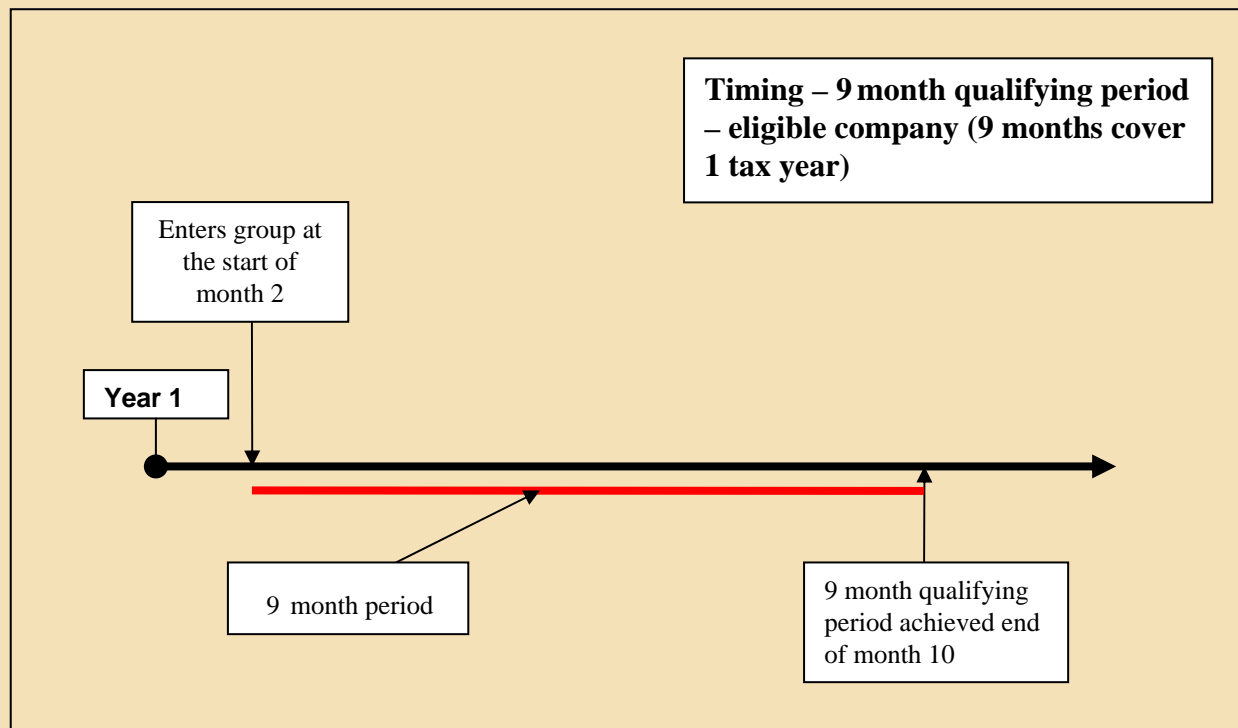 Timing – 9 month qualifying period
– eligible company (9 months cover
1 tax year)
Enters group at
the start of
month 2
Year 1
9 month period
9 month qualifying
period achieved end
of month 10